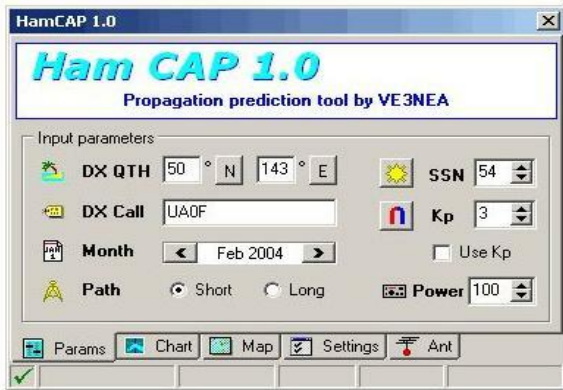 HamCAP 1.0
Ham CAP 1.0
Propagation prediction tool by VE3NEA
Input parameters
DX QTH 50 ° N 143 ° E
SSN 54
DX Call UA0F
Kp 3
Month Feb 2004
Use Kp
Path Short Long
Power 100
Params Chart Map Settings Ant